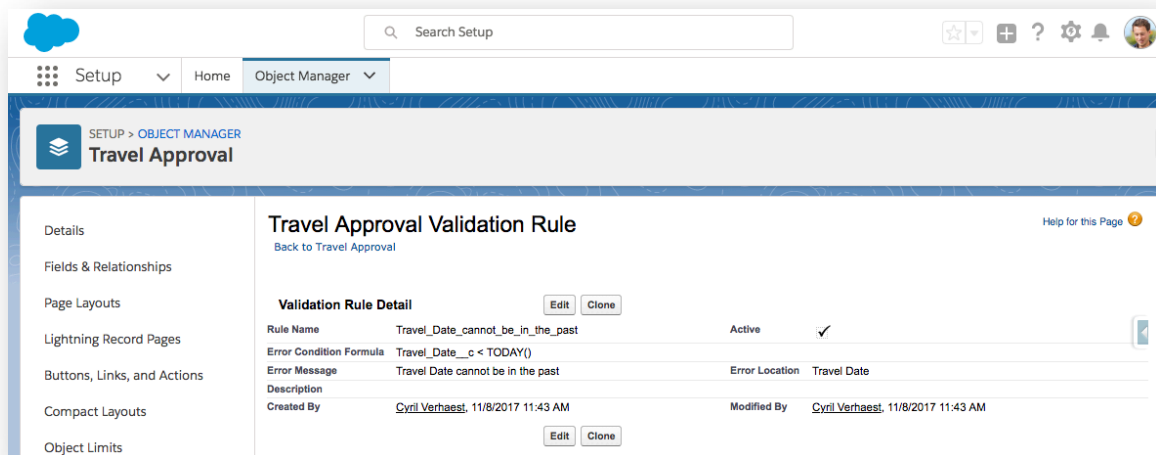 Search Setup
Setup Home Object Manager
SETUP > OBJECT MANAGER
Travel Approval
Details
Fields & Relationships
Page Layouts
Lightning Record Pages
Buttons, Links, and Actions
Compact Layouts
Object Limits
Travel Approval Validation Rule
Help for this Page ?
Back to Travel Approval
Validation Rule Detail Edit Clone
Rule Name Travel_Date_cannot_be_in_the_past Active ✓
Error Condition Formula Travel_Date__c < TODAY()
Error Message Travel Date cannot be in the past Error Location Travel Date
Description
Created By Cyril Verhaest, 11/8/2017 11:43 AM Modified By Cyril Verhaest, 11/8/2017 11:43 AM
Edit Clone